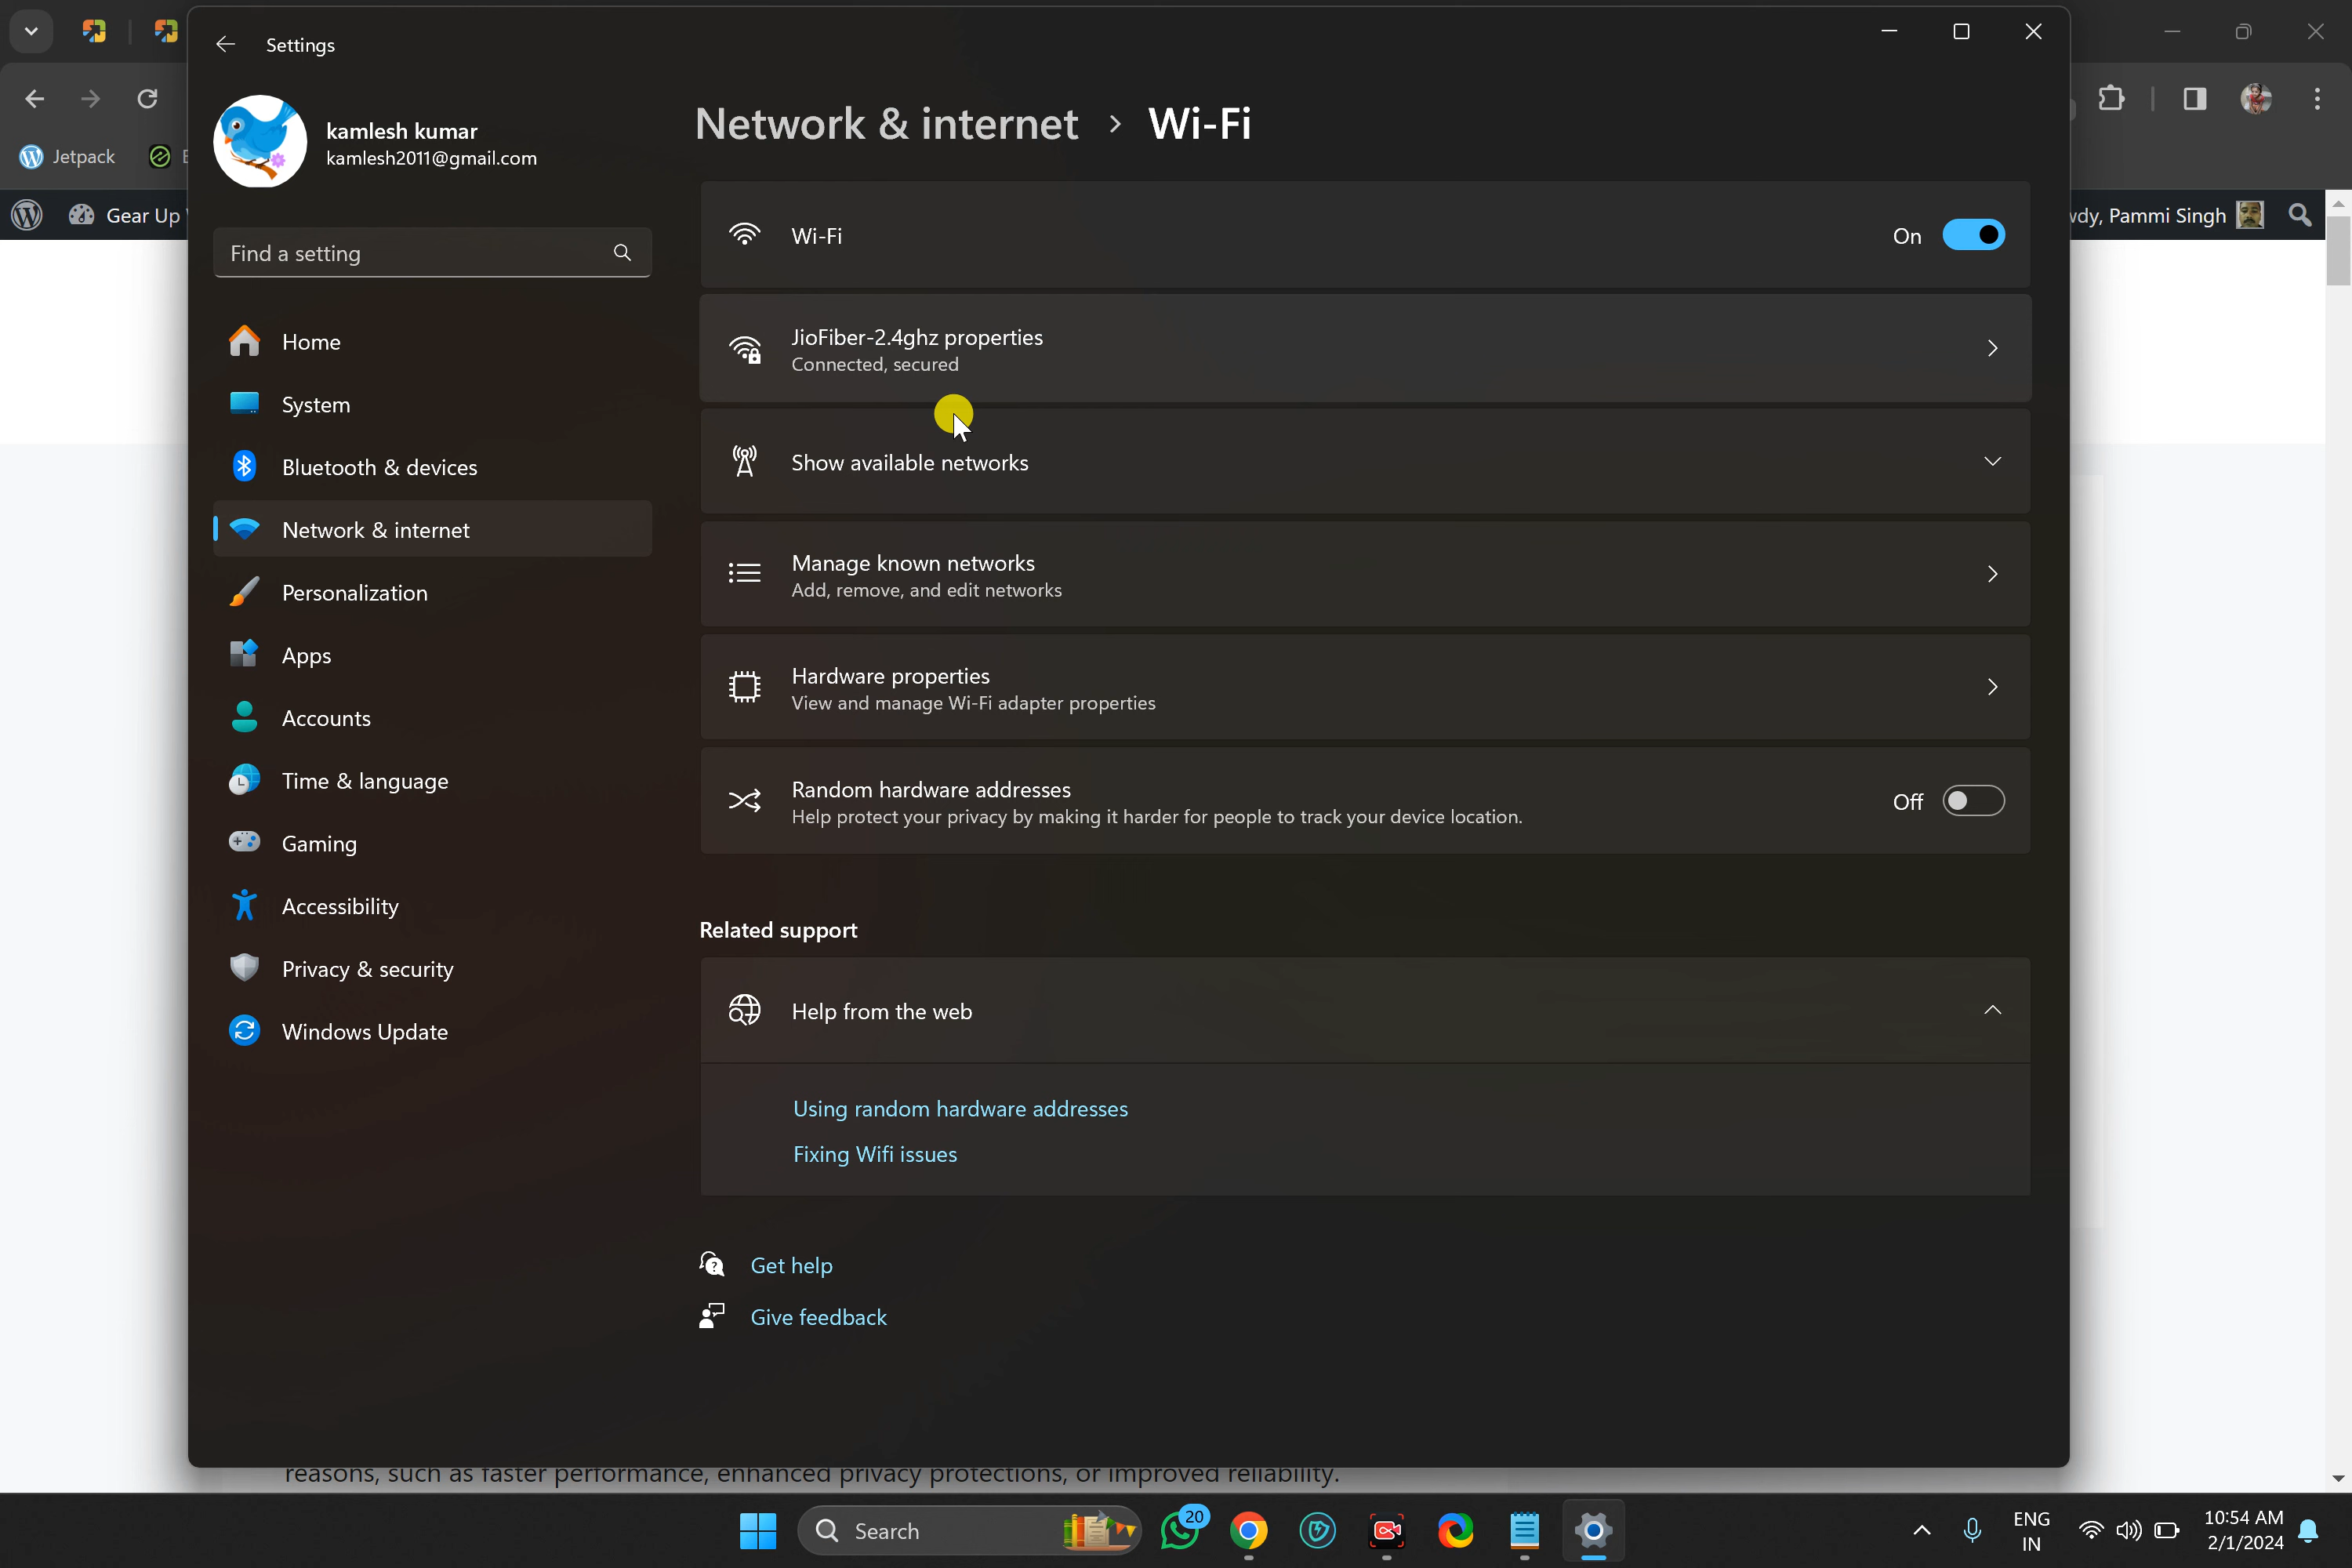 Settings
Jetpack
Gear Up
kamlesh kumar
kamlesh2011@gmail.com
Find a setting
Home
System
Bluetooth & devices
Network & internet
Personalization
Apps
Accounts
Time & language
Gaming
Accessibility
Privacy & security
Windows Update
Network & internet > Wi-Fi
Wi-Fi
On
JioFiber-2.4ghz properties
Connected, secured
Show available networks
Manage known networks
Add, remove, and edit networks
Hardware properties
View and manage Wi-Fi adapter properties
Random hardware addresses
Help protect your privacy by making it harder for people to track your device location.
Off
Related support
Help from the web
Using random hardware addresses
Fixing Wifi issues
Get help
Give feedback
Pammi Singh
reasons, such as faster performance, enhanced privacy protections, or improved reliability.
Search
20
ENG
IN
10:54 AM
2/1/2024